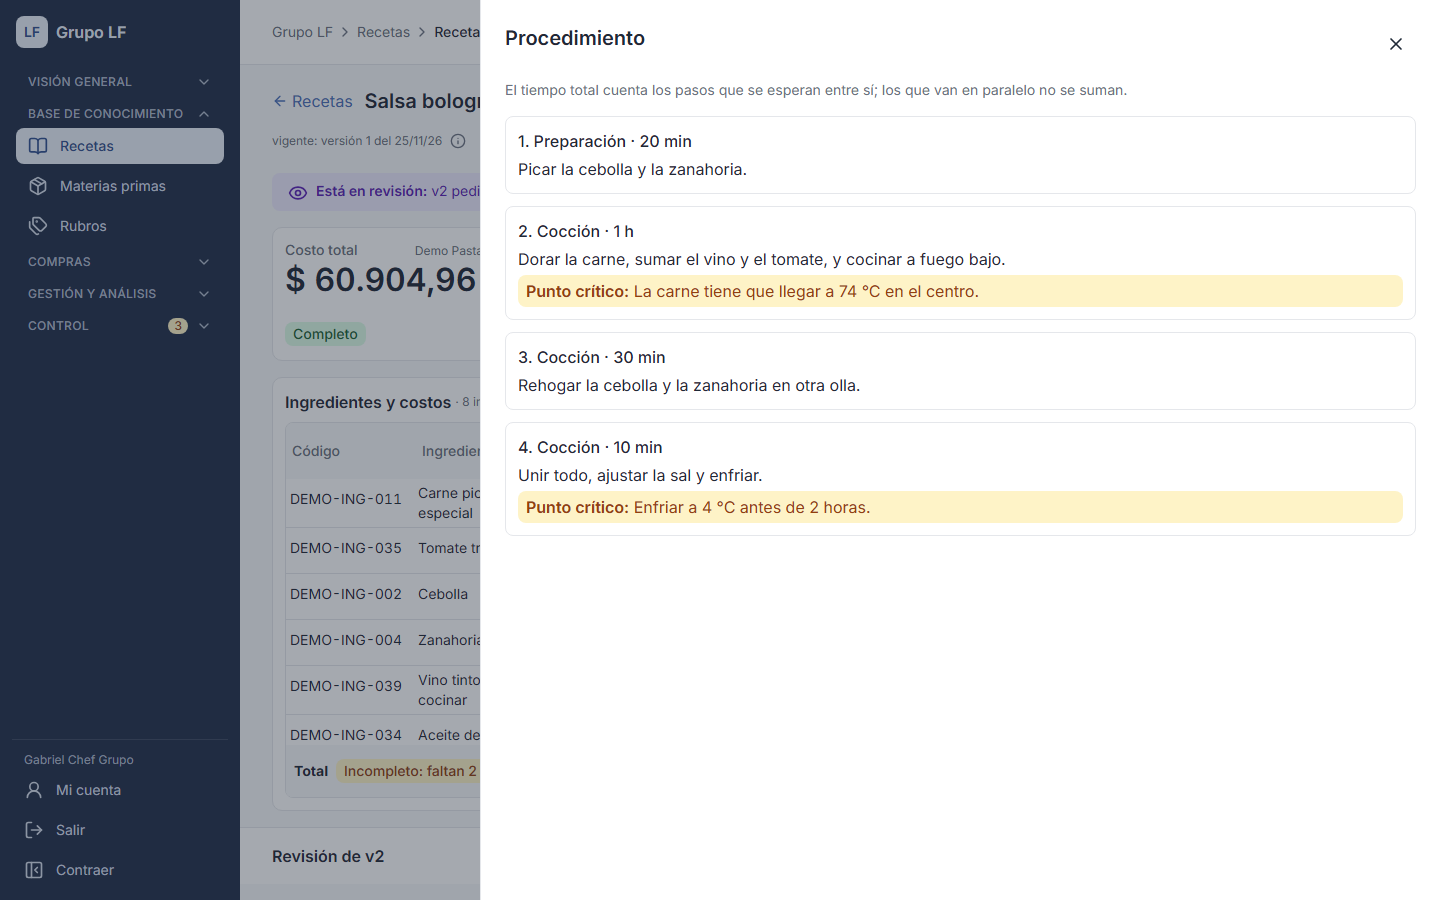 LF Grupo LF
VISIÓN GENERAL
BASE DE CONOCIMIENTO
Recetas
Materias primas
Rubros
COMPRAS
GESTIÓN Y ANÁLISIS
CONTROL 3
Gabriel Chef Grupo
Mi cuenta
Salir
Contraer
Grupo LF > Recetas >
← Recetas Salsa
vigente: versión 1 del 25/11/26
Está en revisión: v2
Costo total Demo
$ 60.904,96
Completo
Ingredientes y costos · 8
Código
DEMO-ING-011 Carne
especial
DEMO-ING-035 Tomate
DEMO-ING-002 Cebolla
DEMO-ING-004 Zanahoria
DEMO-ING-039 Vino tinto
cocinar
DEMO-ING-034 Aceite de
Total Incompleto: faltan 2
Revisión de v2
Procedimiento
El tiempo total cuenta los pasos que se esperan entre sí; los que van en paralelo no se suman.
1. Preparación · 20 min
Picar la cebolla y la zanahoria.
2. Cocción · 1 h
Dorar la carne, sumar el vino y el tomate, y cocinar a fuego bajo.
Punto crítico: La carne tiene que llegar a 74 °C en el centro.
3. Cocción · 30 min
Rehogar la cebolla y la zanahoria en otra olla.
4. Cocción · 10 min
Unir todo, ajustar la sal y enfriar.
Punto crítico: Enfriar a 4 °C antes de 2 horas.